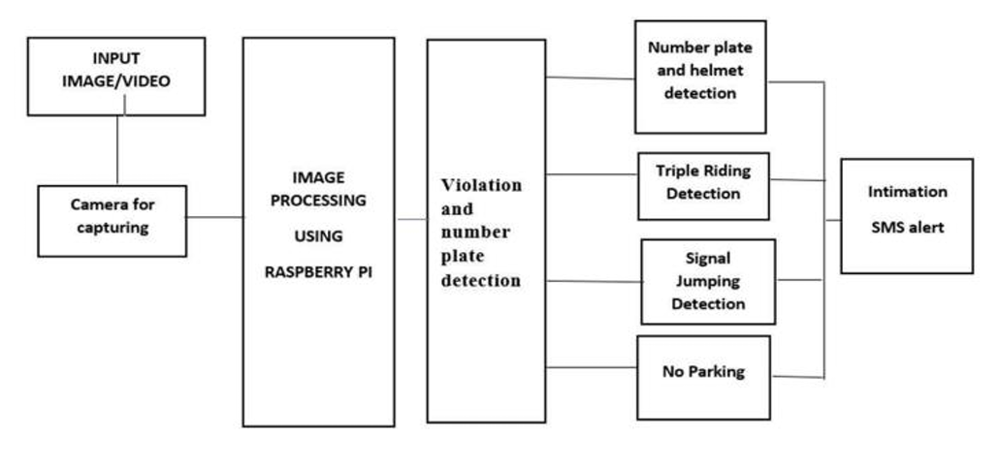 INPUT
IMAGE/VIDEO
Camera for
capturing
IMAGE
PROCESSING
USING
RASPBERRY PI
Violation
and
number
plate
detection
Number plate
and helmet
detection
Triple Riding
Detection
Signal
Jumping
Detection
No Parking
Intimation
SMS alert